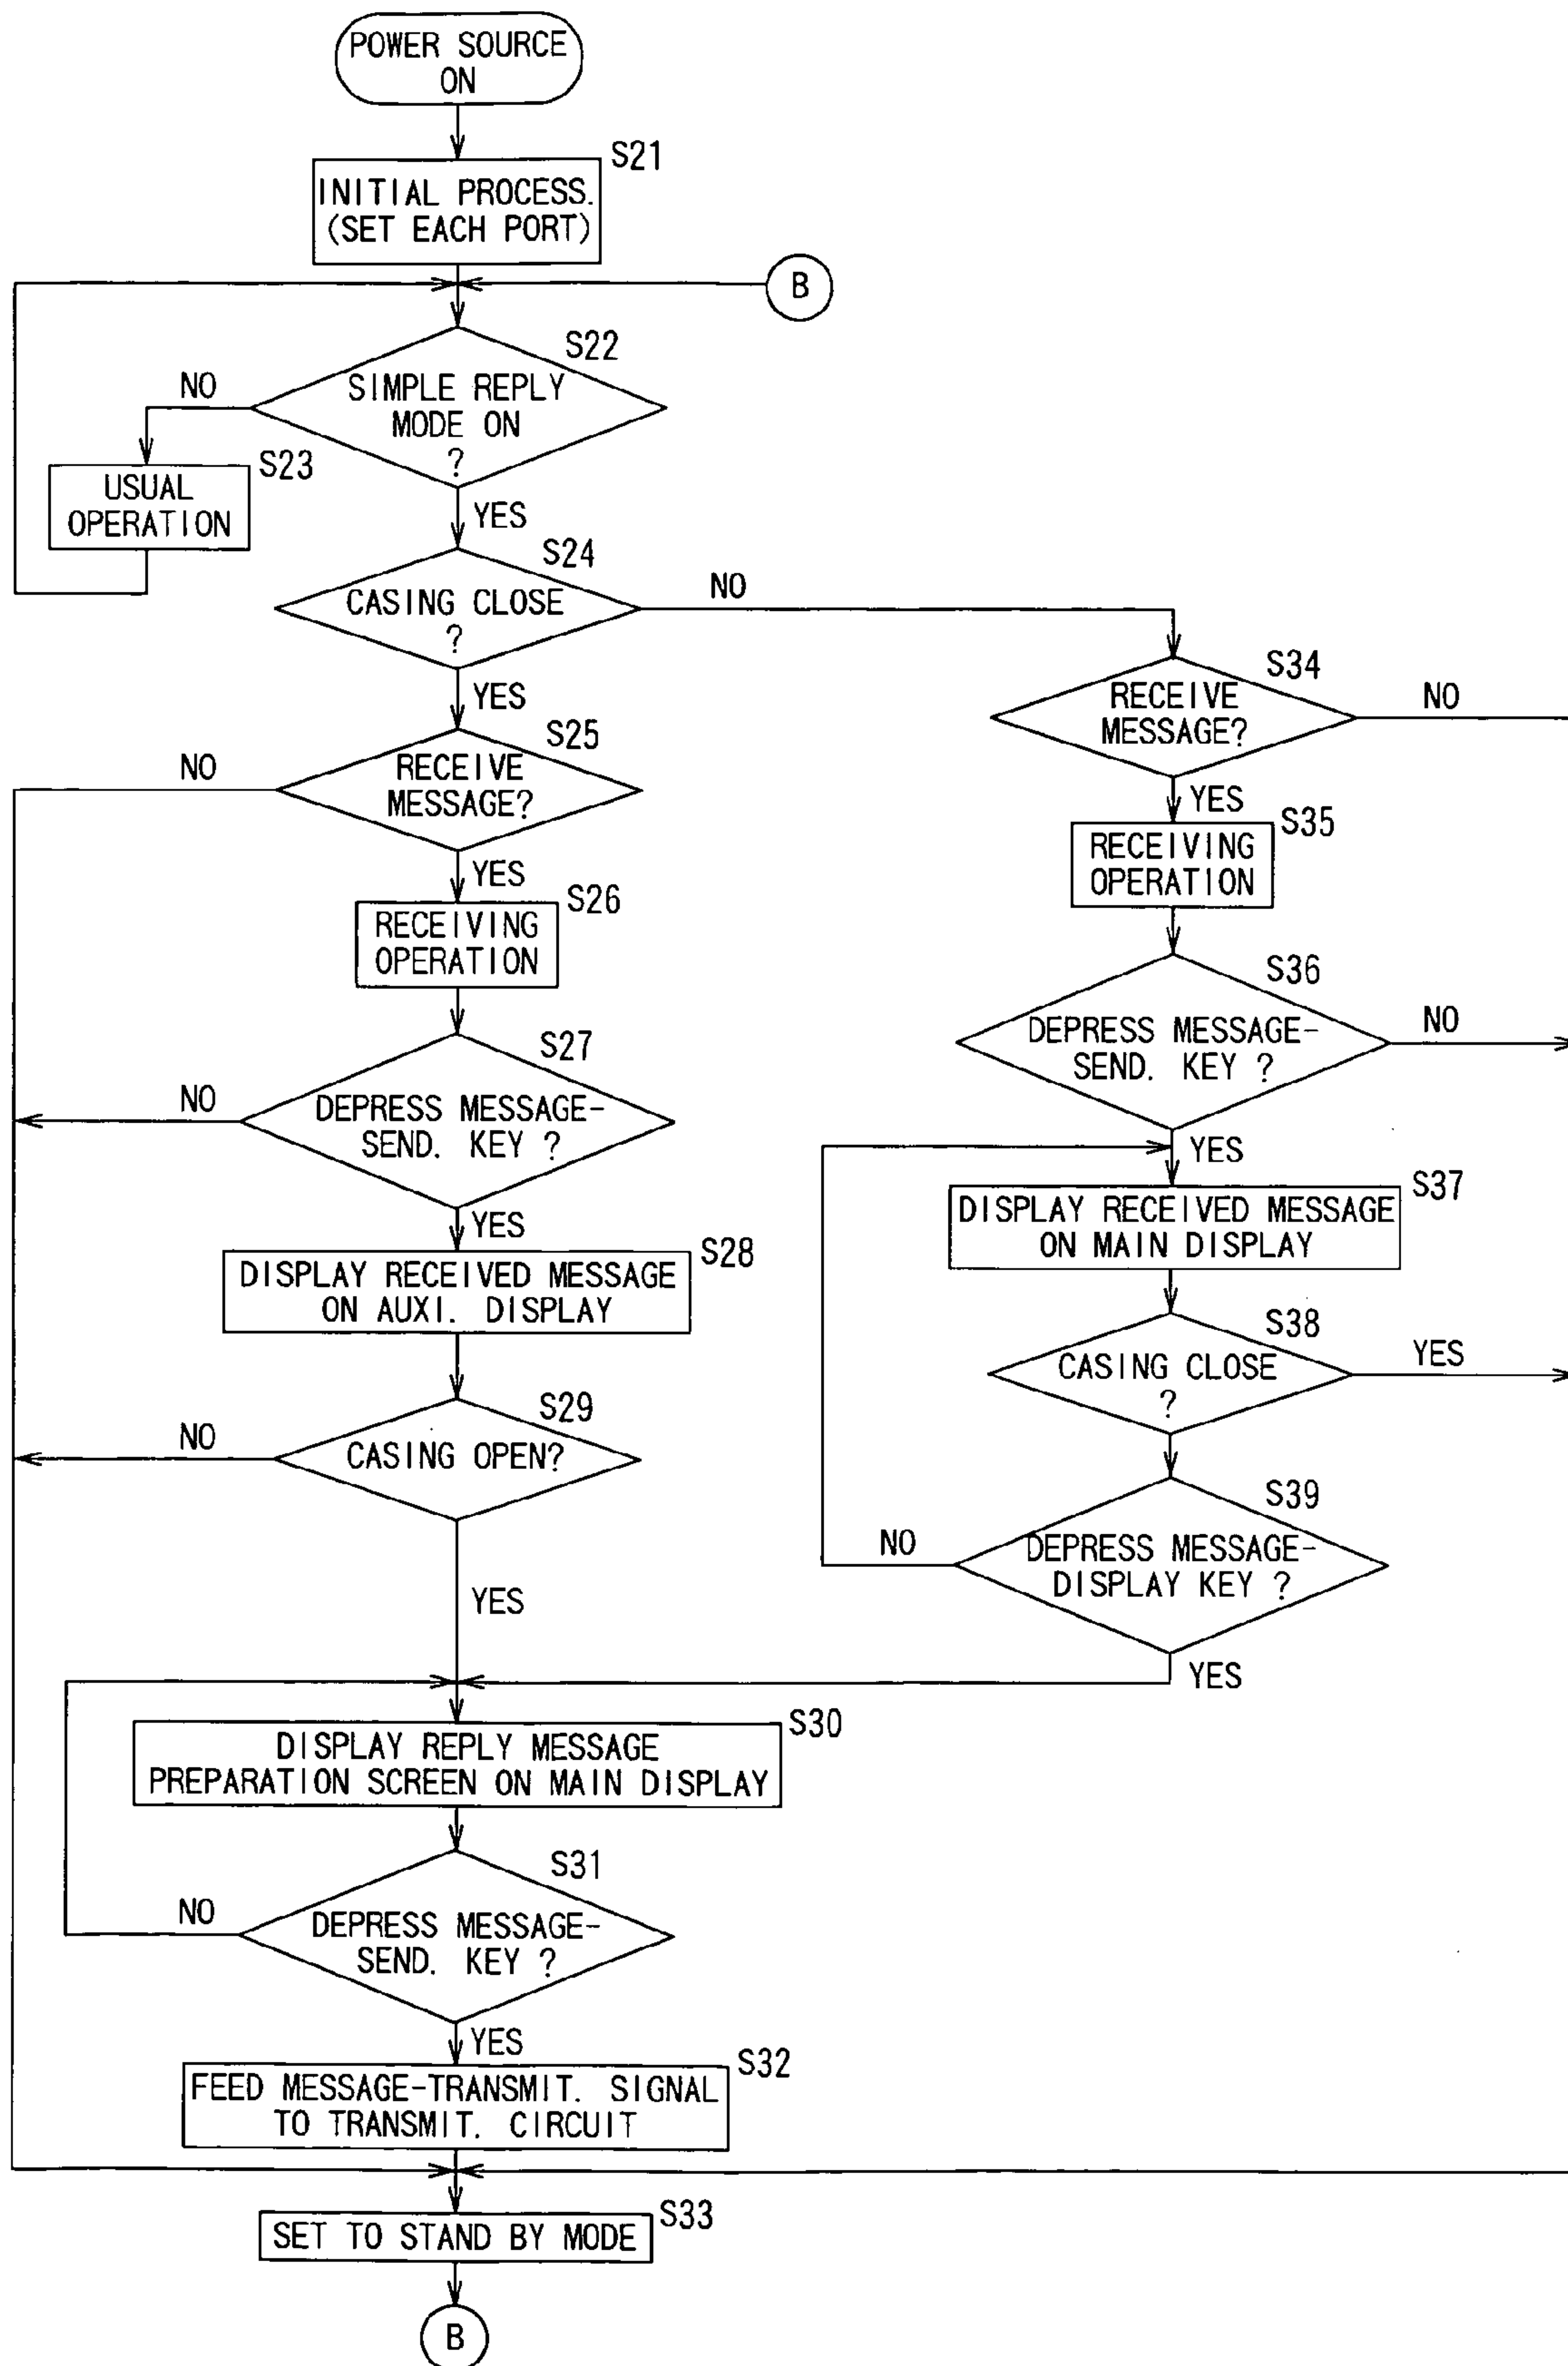 POWER SOURCE
ON
S21
INITIAL PROCESS.
(SET EACH PORT)
B
S22
SIMPLE REPLY
MODE ON
?
NO
S23
USUAL
OPERATION
YES
S24
CASING CLOSE
?
NO
YES
S34
RECEIVE
MESSAGE?
NO
S25
RECEIVE
MESSAGE?
NO
YES
S35
RECEIVING
OPERATION
YES
S26
RECEIVING
OPERATION
S36
DEPRESS MESSAGE-
SEND. KEY ?
NO
S27
DEPRESS MESSAGE-
SEND. KEY ?
NO
YES
S37
DISPLAY RECEIVED MESSAGE
ON MAIN DISPLAY
YES
S28
DISPLAY RECEIVED MESSAGE
ON AUXI. DISPLAY
S38
CASING CLOSE
?
YES
S29
CASING OPEN?
NO
S39
DEPRESS MESSAGE-
DISPLAY KEY ?
NO
YES
YES
S30
DISPLAY REPLY MESSAGE
PREPARATION SCREEN ON MAIN DISPLAY
S31
DEPRESS MESSAGE-
SEND. KEY ?
NO
YES
S32
FEED MESSAGE-TRANSMIT. SIGNAL
TO TRANSMIT. CIRCUIT
S33
SET TO STAND BY MODE
B